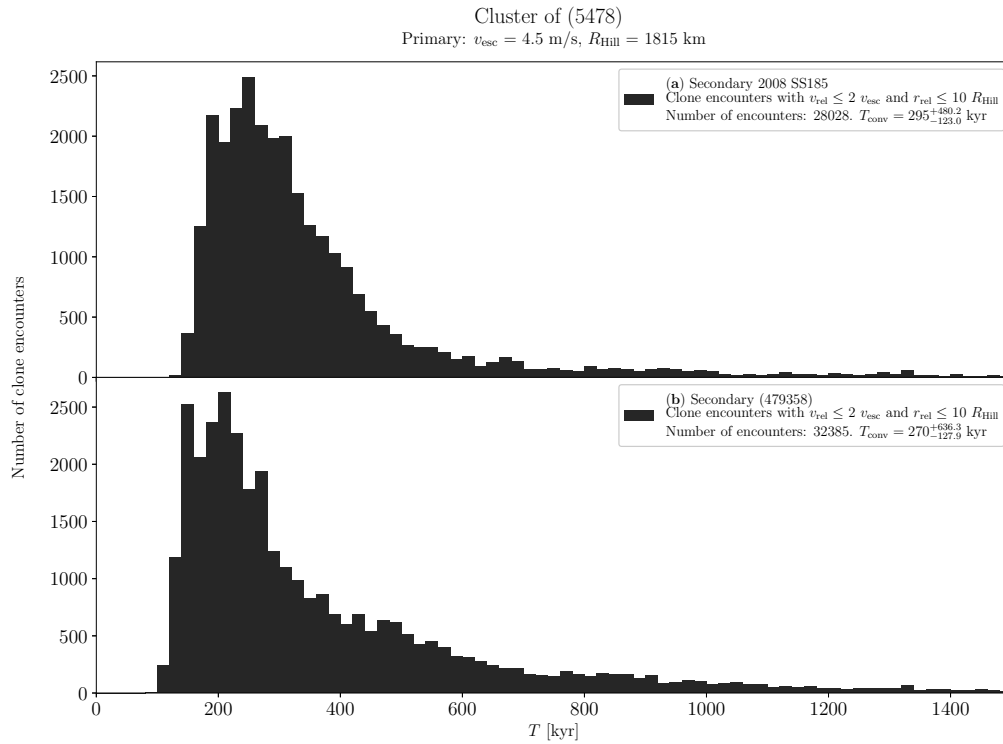 Cluster of (5478)
Primary: v_esc = 4.5 m/s, R_Hill = 1815 km
Number of clone encounters
2500
2000
1500
1000
500
0
(a) Secondary 2008 SS185
Clone encounters with v_rel ≤ 2 v_esc and r_rel ≤ 10 R_Hill
Number of encounters: 28028. T_conv = 295^{+480.2}_{−123.0} kyr
2500
2000
1500
1000
500
0
(b) Secondary (479358)
Clone encounters with v_rel ≤ 2 v_esc and r_rel ≤ 10 R_Hill
Number of encounters: 32385. T_conv = 270^{+636.3}_{−127.9} kyr
0 200 400 600 800 1000 1200 1400
T [kyr]